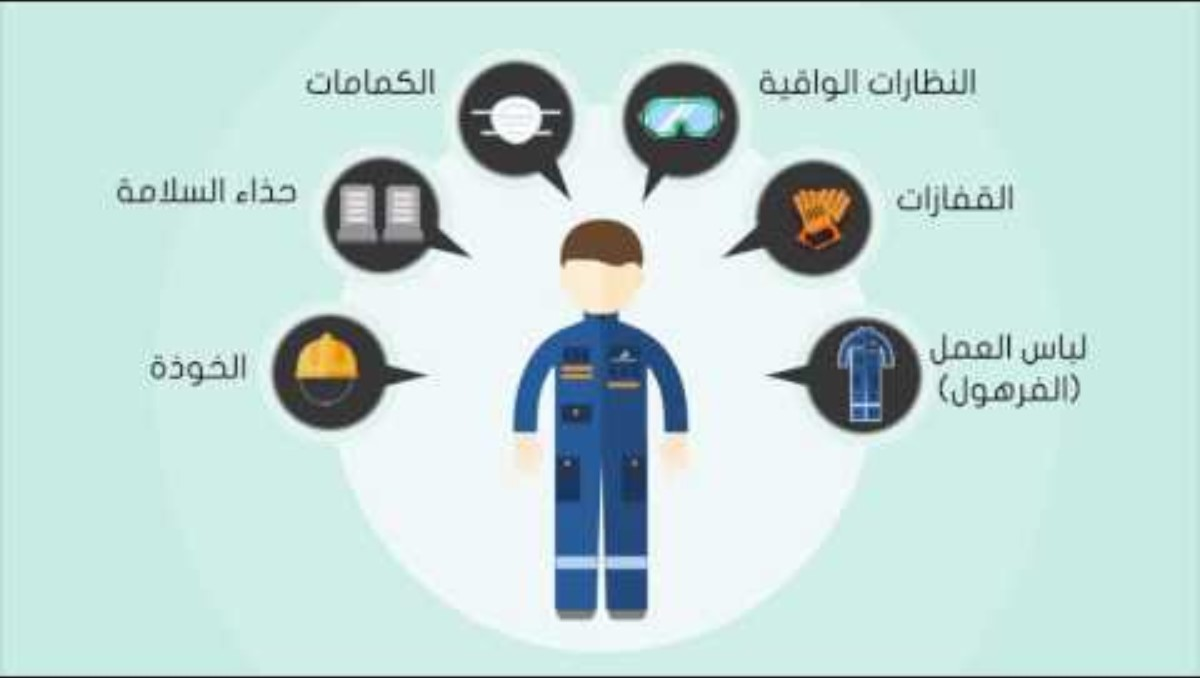 النظارات الواقية
الكمامات
القفازات
حذاء السلامة
لباس العمل
(الفرهول)
الخوذة